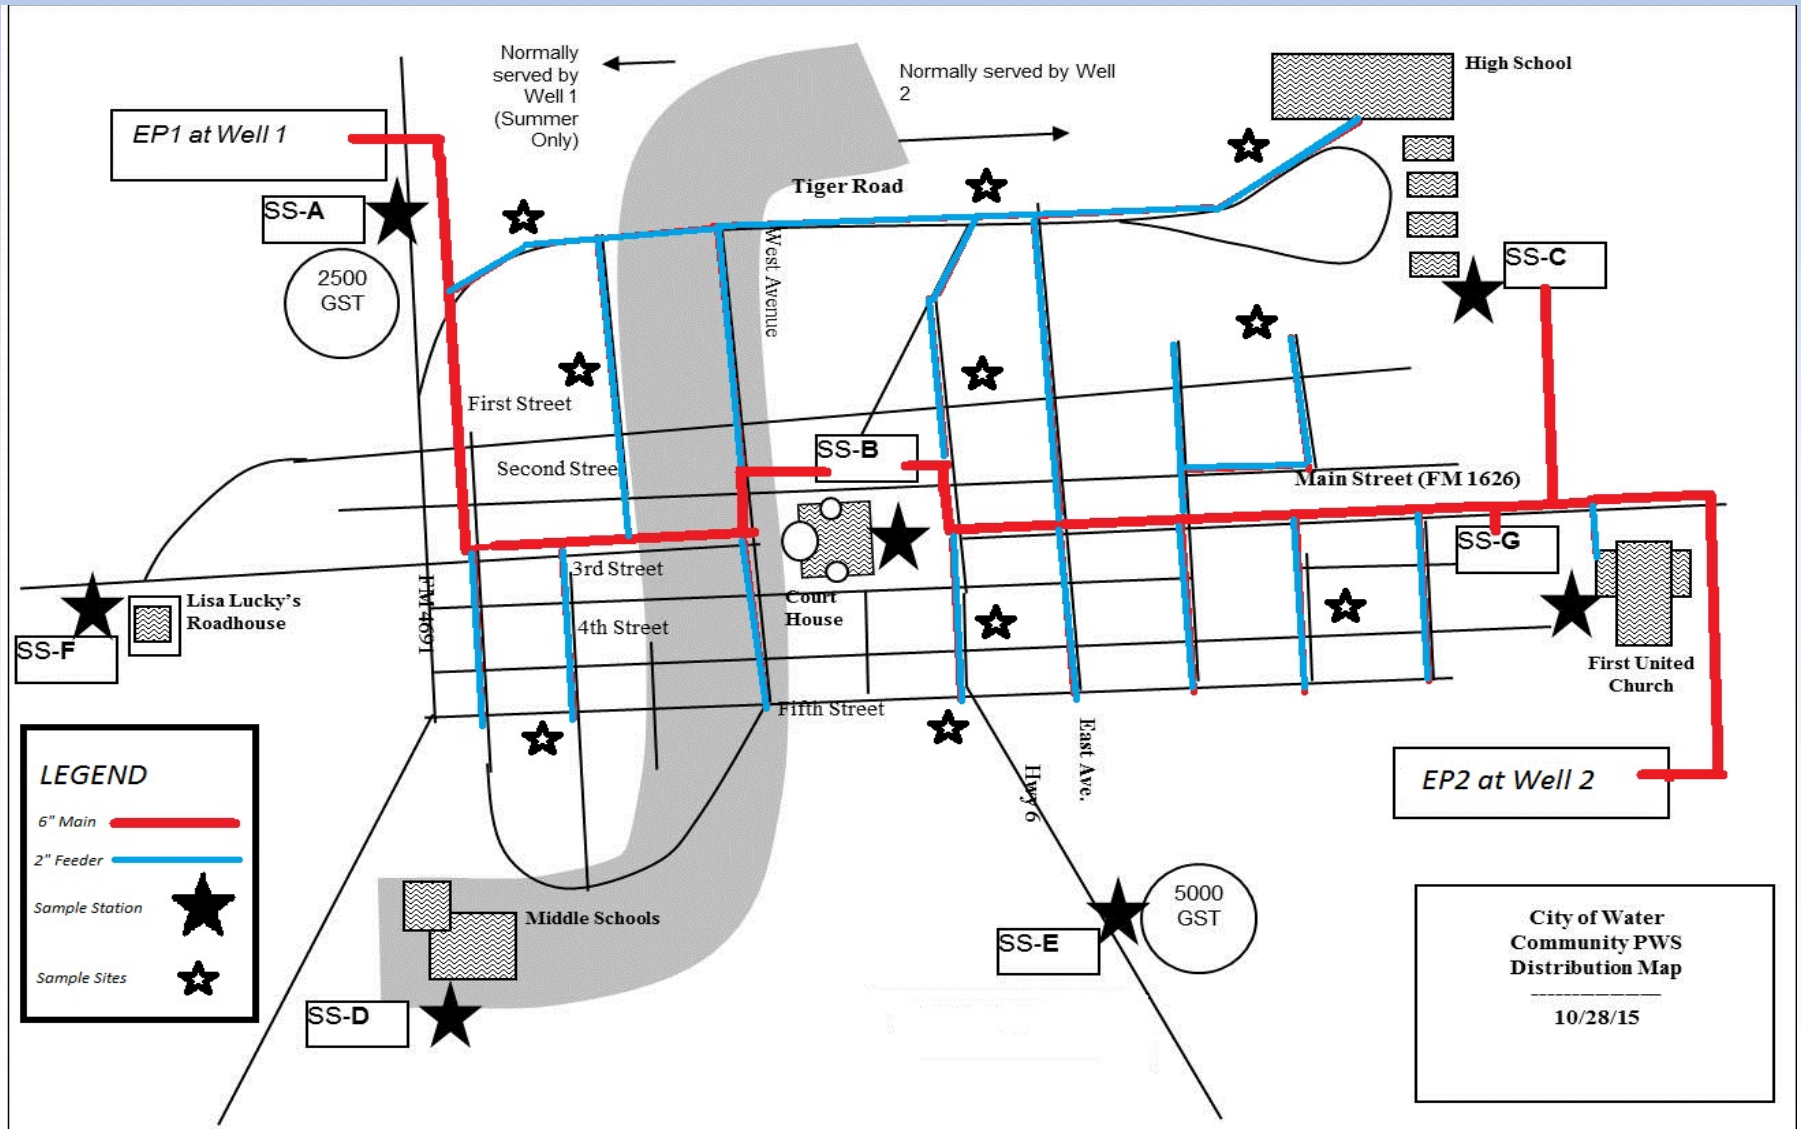 Normally
served by
Well 1
(Summer
Only)
Normally served by Well
2
High School
EP1 at Well 1
SS-A
2500
GST
Tiger Road
West Avenue
SS-C
First Street
Second Street
SS-B
Main Street (FM 1626)
SS-G
3rd Street
4th Street
Court
House
FM 4691
Lisa Lucky's
Roadhouse
SS-F
First United
Church
Fifth Street
East Ave.
Hwy 6
EP2 at Well 2
LEGEND
6" Main
2" Feeder
Sample Station
Sample Sites
Middle Schools
SS-D
SS-E
5000
GST
City of Water
Community PWS
Distribution Map
10/28/15